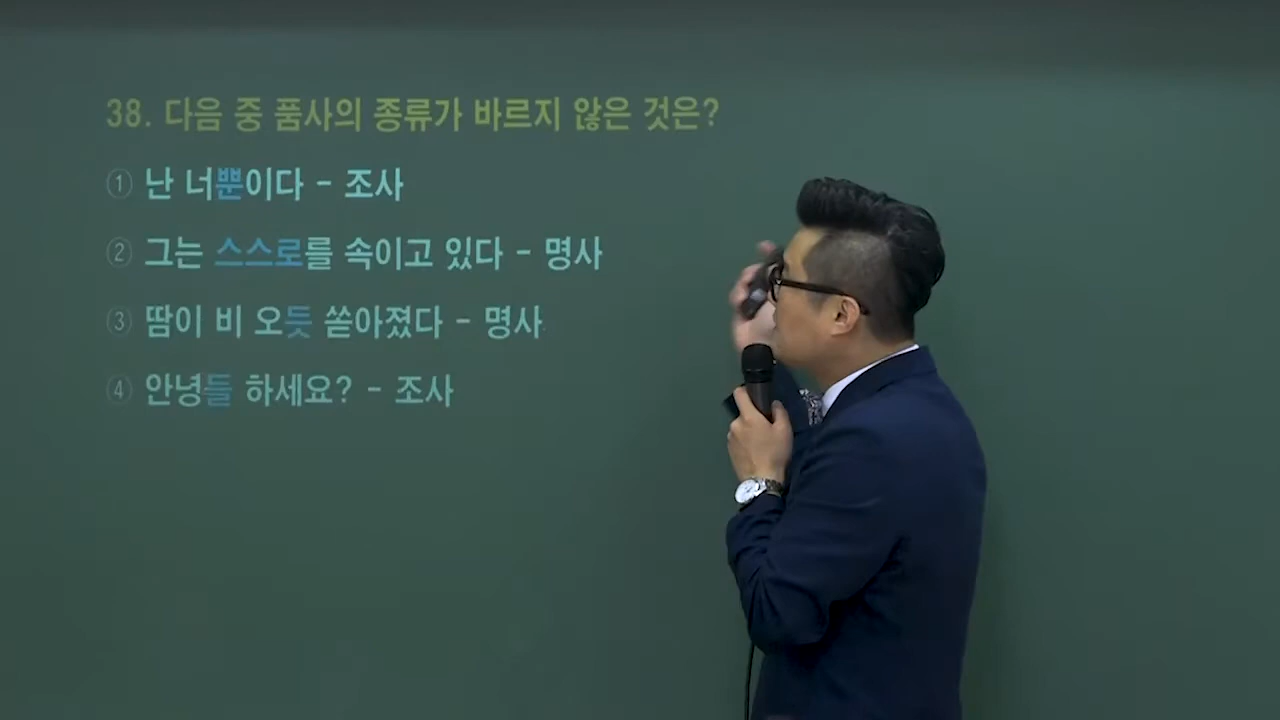 38. 다음 중 품사의 종류가 바르지 않은 것은?
① 난 너뿐이다 - 조사
② 그는 스스로를 속이고 있다 - 명사
③ 땀이 비 오듯 쏟아졌다 - 명사
④ 안녕들 하세요? - 조사